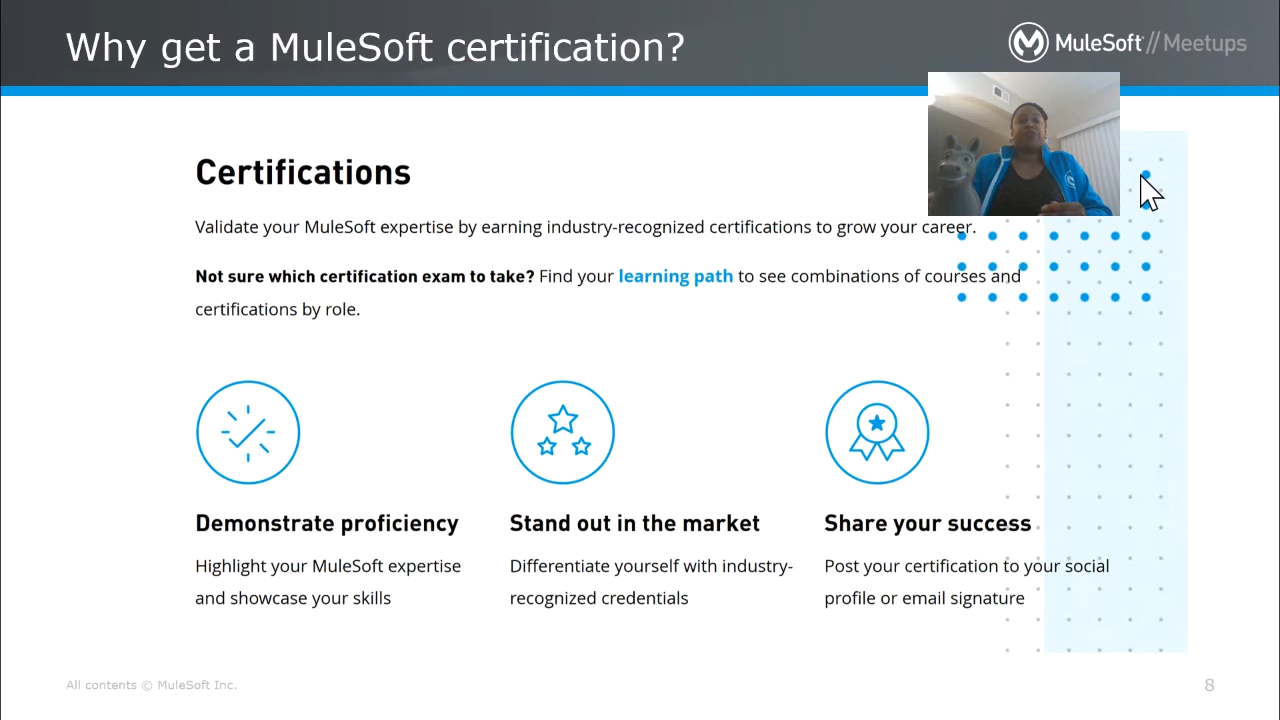 Why get a MuleSoft certification?
MuleSoft // Meetups
Certifications
Validate your MuleSoft expertise by earning industry-recognized certifications to grow your career.
Not sure which certification exam to take? Find your learning path to see combinations of courses and
certifications by role.
Demonstrate proficiency
Highlight your MuleSoft expertise
and showcase your skills
Stand out in the market
Differentiate yourself with industry-
recognized credentials
Share your success
Post your certification to your social
profile or email signature
All contents © MuleSoft Inc.
8